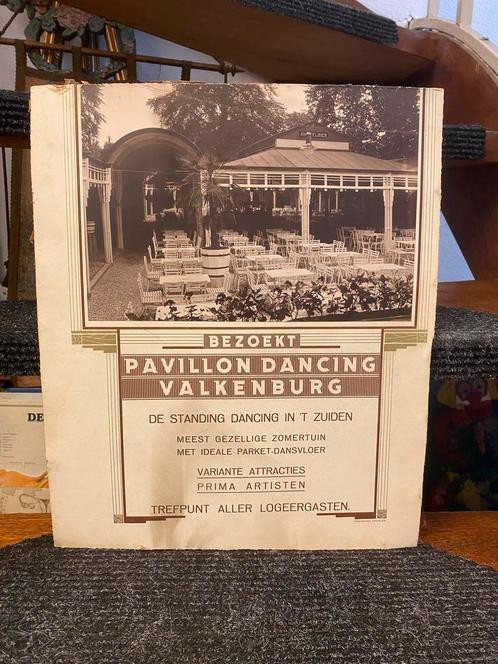 BEZOEKT
PAVILLON DANCING
VALKENBURG
DE STANDING DANCING IN 'T ZUIDEN
MEEST GEZELLIGE ZOMERTUIN
MET IDEALE PARKET-DANSVLOER
VARIANTE ATTRACTIES
PRIMA ARTISTEN
TREFPUNT ALLER LOGEERGASTEN.
DE